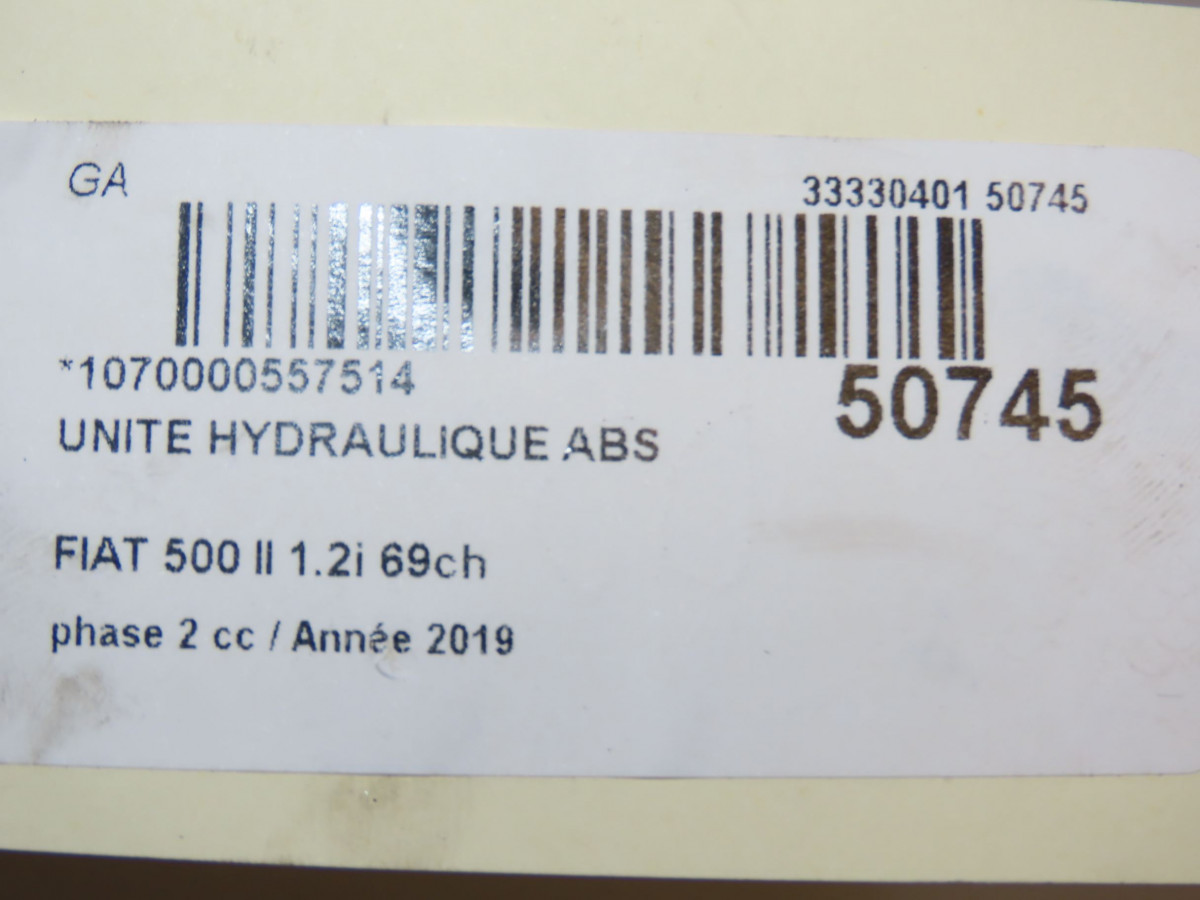 GA
33330401 50745
*1070000557514
50745
UNITE HYDRAULIQUE ABS
FIAT 500 II 1.2i 69ch
phase 2 cc / Année 2019